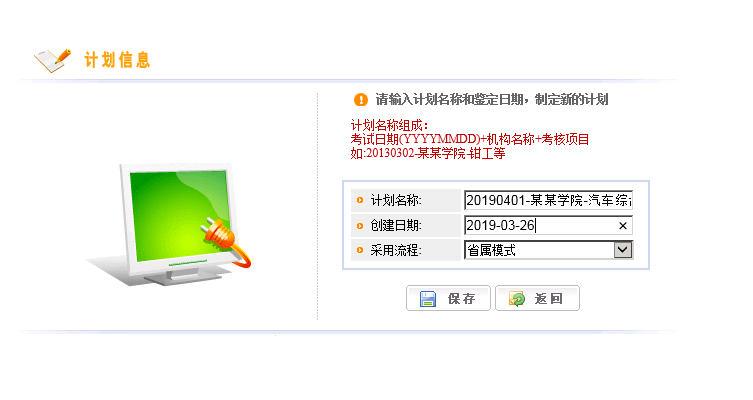 计划信息
请输入计划名称和鉴定日期，制定新的计划
计划名称组成：
考试日期(YYYYMMDD)+机构名称+考核项目
如:20130302-某某学院-钳工等
计划名称: 20190401-某某学院-汽车综
创建日期: 2019-03-26
采用流程: 省属模式
保存 返回